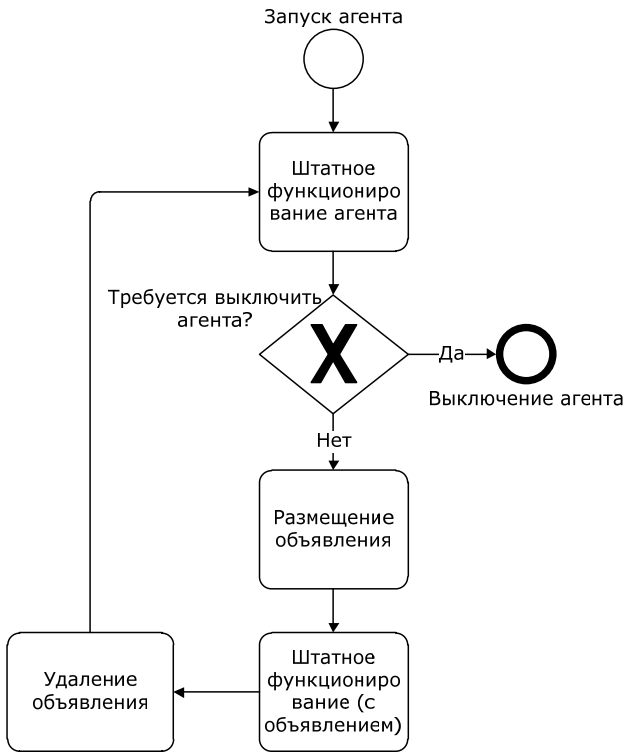 Запуск агента
Штатное
функциониро
вание агента
Требуется выключить
агента?
X
Да
Выключение агента
Нет
Размещение
объявления
Штатное
функциониро
вание (с
объявлением)
Удаление
объявления